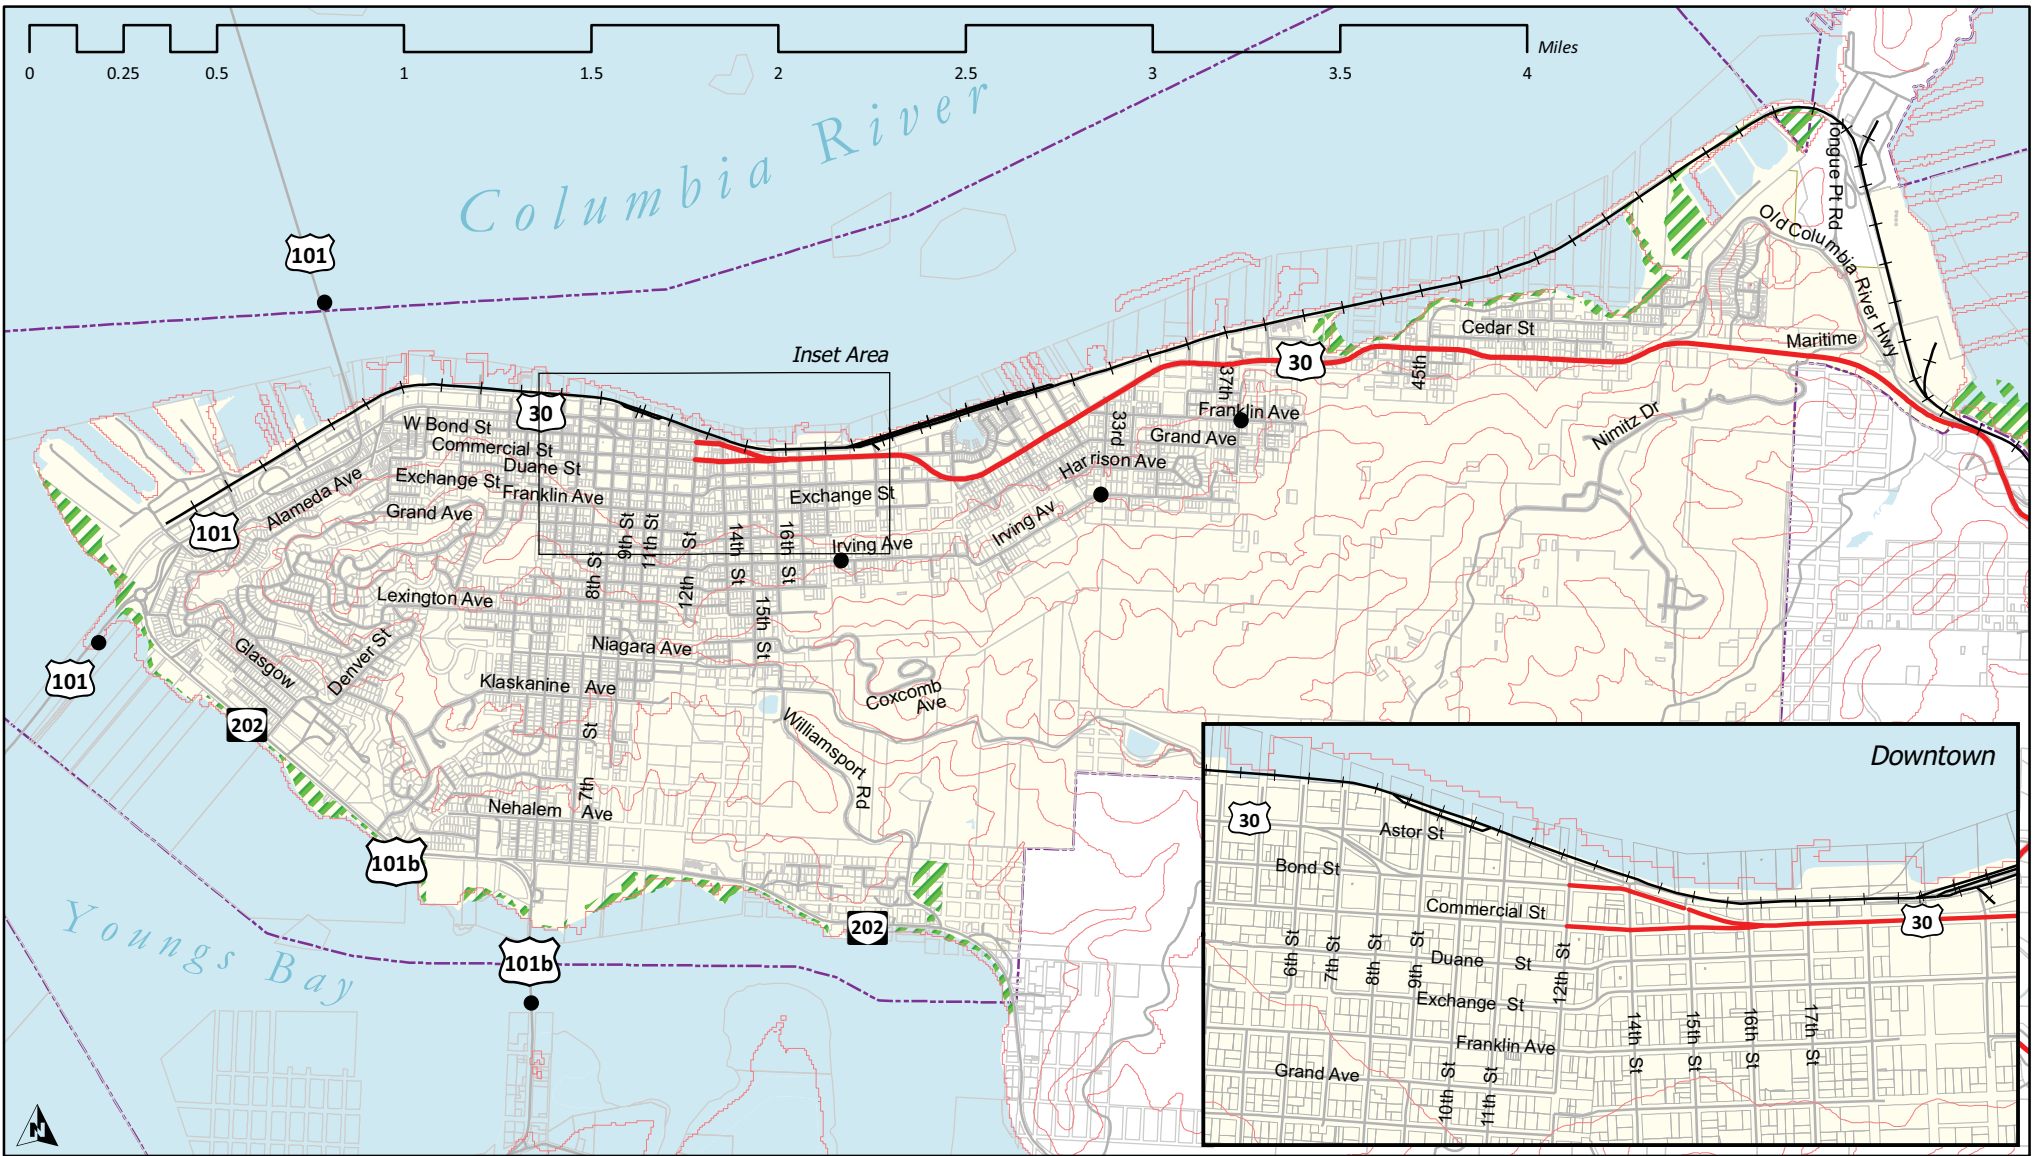 0 0.25 0.5 1 1.5 2 2.5 3 3.5 4 Miles
Columbia River
101
Tongue Pt Rd
Old Columbia River Hwy
Maritime
Cedar St
45th
30
37th
Franklin Ave
Grand Ave
33rd
Harrison Ave
Nimitz Dr
Inset Area
30
W Bond St
Commercial St
Duane St
Exchange St
Franklin Ave
Grand Ave
Alameda Ave
101
Exchange St
Irving Av
Irving Ave
8th St
9th St
11th St
12th St
14th St
16th St
15th St
Lexington Ave
Niagara Ave
Glasgow
Denver St
101
202
Klaskanine Ave
Coxcomb Ave
Williamsport Rd
7th St
Nehalem Ave
101b
202
101b
Youngs Bay
N
Downtown
30
Astor St
Bond St
Commercial St
30
6th St
7th St
8th St
9th St
Duane St
12th St
Exchange St
14th St
15th St
16th St
17th St
Franklin Ave
Grand Ave
10th St
11th St